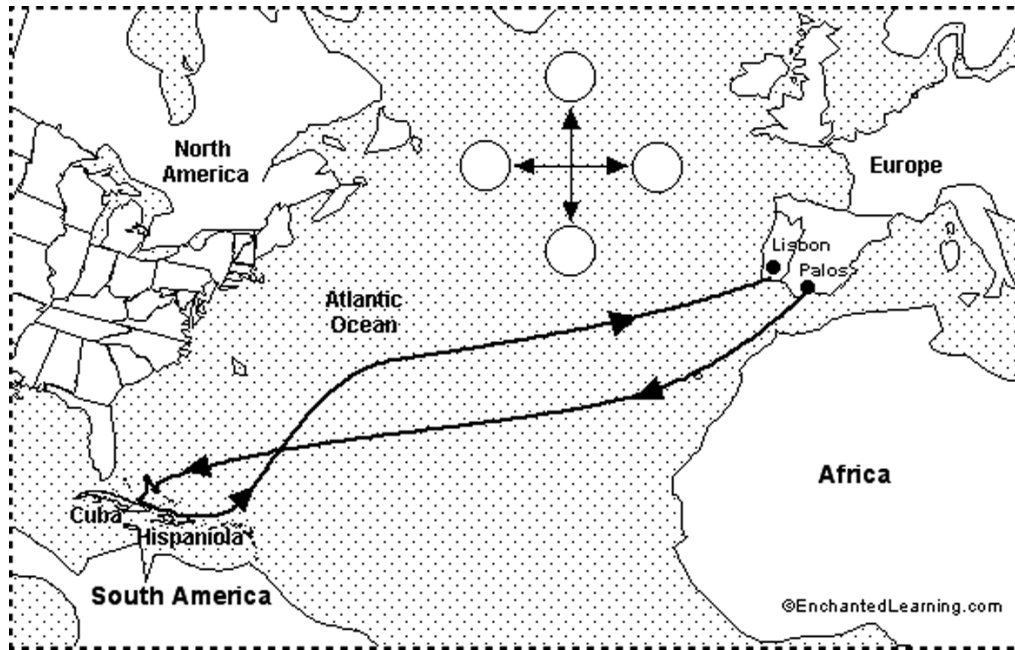 North
America
Europe
Lisbon
Palos
Atlantic
Ocean
Africa
Cuba
Hispaniola
South America
©EnchantedLearning.com